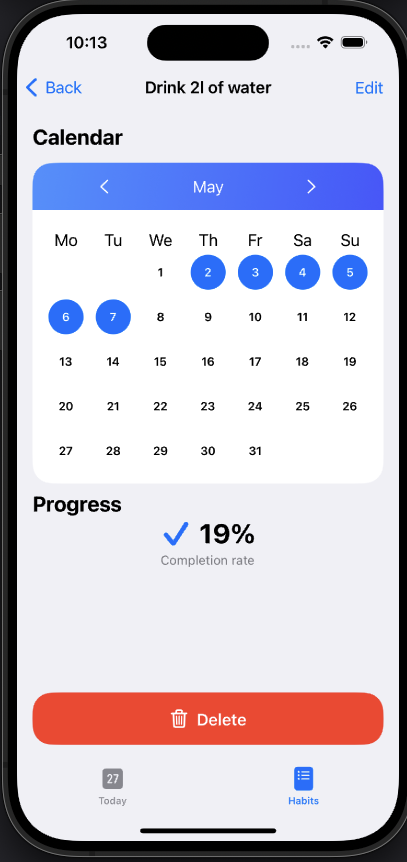 10:13
Back Drink 2l of water Edit
Calendar
May
Mo Tu We Th Fr Sa Su
1 2 3 4 5
6 7 8 9 10 11 12
13 14 15 16 17 18 19
20 21 22 23 24 25 26
27 28 29 30 31
Progress
19%
Completion rate
Delete
27
Today Habits